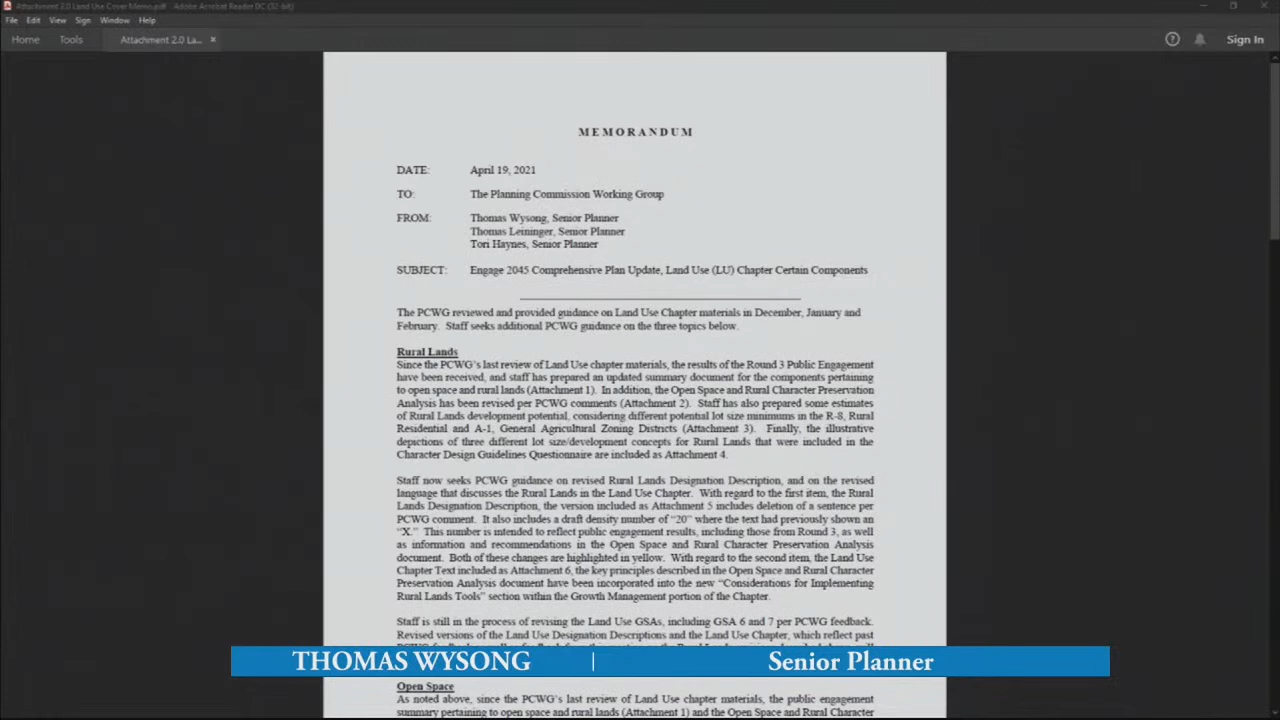 Attachment 2.0 Land Use Cover Memo.pdf - Adobe Acrobat Reader DC (32-bit)
File Edit View Sign Window Help
Home Tools Attachment 2.0 La... × Sign In
MEMORANDUM
DATE: April 19, 2021
TO: The Planning Commission Working Group
FROM: Thomas Wysong, Senior Planner
Thomas Leininger, Senior Planner
Tori Haynes, Senior Planner
SUBJECT: Engage 2045 Comprehensive Plan Update, Land Use (LU) Chapter Certain Components
The PCWG reviewed and provided guidance on Land Use Chapter materials in December, January and
February. Staff seeks additional PCWG guidance on the three topics below.
Rural Lands
Since the PCWG's last review of Land Use chapter materials, the results of the Round 3 Public Engagement
have been received, and staff has prepared an updated summary document for the components pertaining
to open space and rural lands (Attachment 1). In addition, the Open Space and Rural Character Preservation
Analysis has been revised per PCWG comments (Attachment 2). Staff has also prepared some estimates
of Rural Lands development potential, considering different potential lot size minimums in the R-8, Rural
Residential and A-1, General Agricultural Zoning Districts (Attachment 3). Finally, the illustrative
depictions of three different lot size/development concepts for Rural Lands that were included in the
Character Design Guidelines Questionnaire are included as Attachment 4.
Staff now seeks PCWG guidance on revised Rural Lands Designation Description, and on the revised
language that discusses the Rural Lands in the Land Use Chapter. With regard to the first item, the Rural
Lands Designation Description, the version included as Attachment 5 includes deletion of a sentence per
PCWG comment. It also includes a draft density number of "20" where the text had previously shown an
"X." This number is intended to reflect public engagement results, including those from Round 3, as well
as information and recommendations in the Open Space and Rural Character Preservation Analysis
document. Both of these changes are highlighted in yellow. With regard to the second item, the Land Use
Chapter Text included as Attachment 6, the key principles described in the Open Space and Rural Character
Preservation Analysis document have been incorporated into the new "Considerations for Implementing
Rural Lands Tools" section within the Growth Management portion of the Chapter.
Staff is still in the process of revising the Land Use GSAs, including GSA 6 and 7 per PCWG feedback.
Revised versions of the Land Use Designation Descriptions and the Land Use Chapter, which reflect past
THOMAS WYSONG | Senior Planner
Open Space
As noted above, since the PCWG's last review of Land Use chapter materials, the public engagement
summary pertaining to open space and rural lands (Attachment 1) and the Open Space and Rural Character